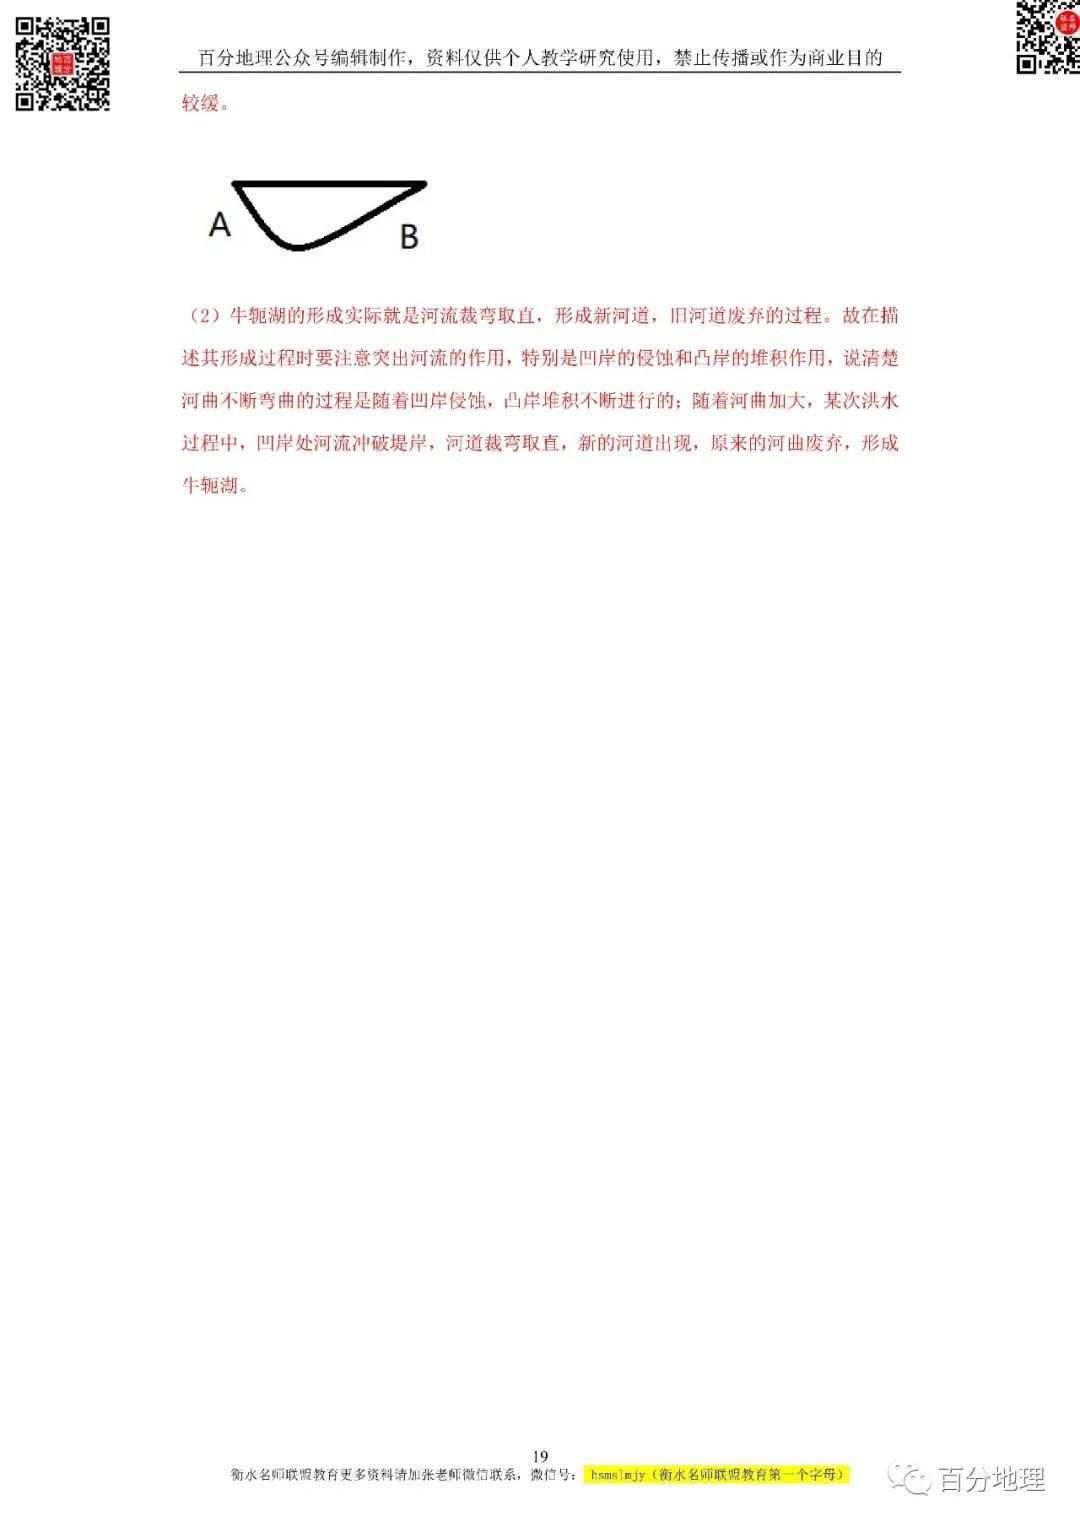 百分地理公众号编辑制作，资料仅供个人教学研究使用，禁止传播或作为商业目的
较缓。
A
B
（2）牛轭湖的形成实际就是河流裁弯取直，形成新河道，旧河道废弃的过程。故在描
述其形成过程时要注意突出河流的作用，特别是凹岸的侵蚀和凸岸的堆积作用，说清楚
河曲不断弯曲的过程是随着凹岸侵蚀，凸岸堆积不断进行的；随着河曲加大，某次洪水
过程中，凹岸处河流冲破堤岸，河道裁弯取直，新的河道出现，原来的河曲废弃，形成
牛轭湖。
19
衡水名师联盟教育更多资料请加张老师微信联系，微信号： hsmslmjy（衡水名师联盟教育第一个字母）
百分地理